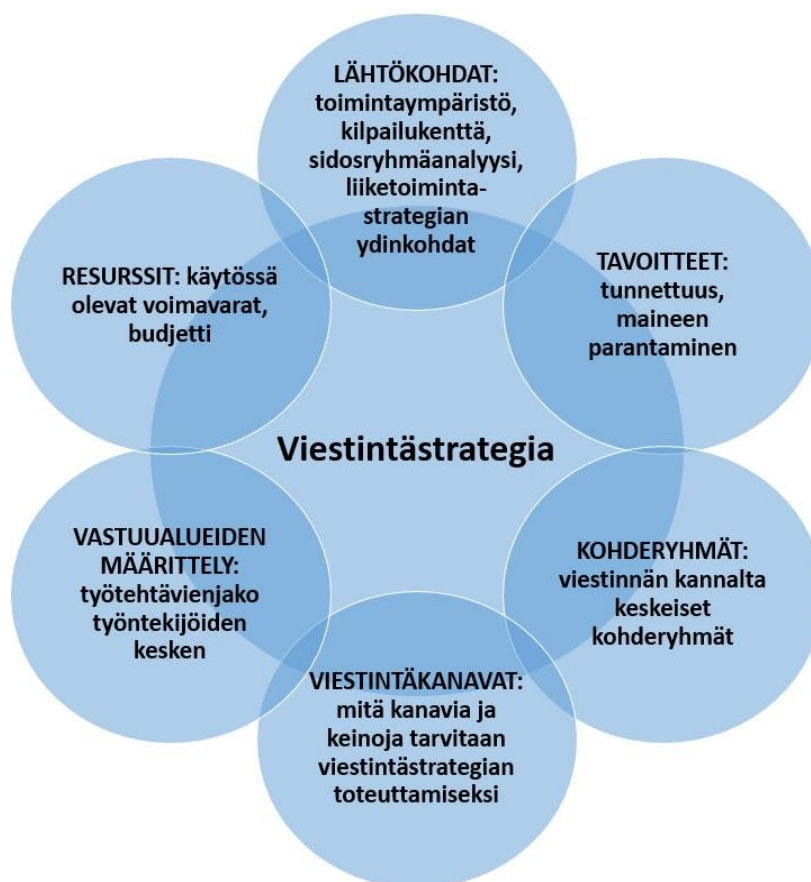 LÄHTÖKOHDAT:
toimintaympäristö,
kilpailukenttä,
sidosryhmäanalyysi,
liiketoiminta-
strategian
ydinkohdat
TAVOITTEET:
tunnettuus,
maineen
parantaminen
KOHDERYHMÄT:
viestinnän kannalta
keskeiset
kohderyhmät
VIESTINTÄKANAVAT:
mitä kanavia ja
keinoja tarvitaan
viestintästrategian
toteuttamiseksi
VASTUUALUEIDEN
MÄÄRITTELY:
työtehtävienjako
työntekijöiden
kesken
RESURSSIT: käytössä
olevat voimavarat,
budjetti
Viestintästrategia